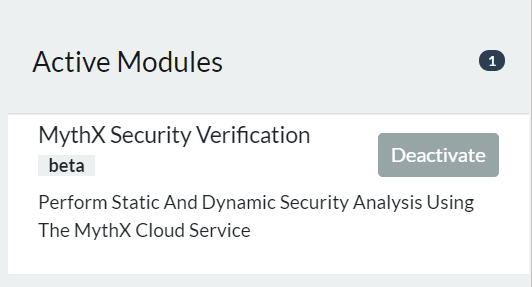 Active Modules
1
MythX Security Verification
beta
Deactivate
Perform Static And Dynamic Security Analysis Using
The MythX Cloud Service